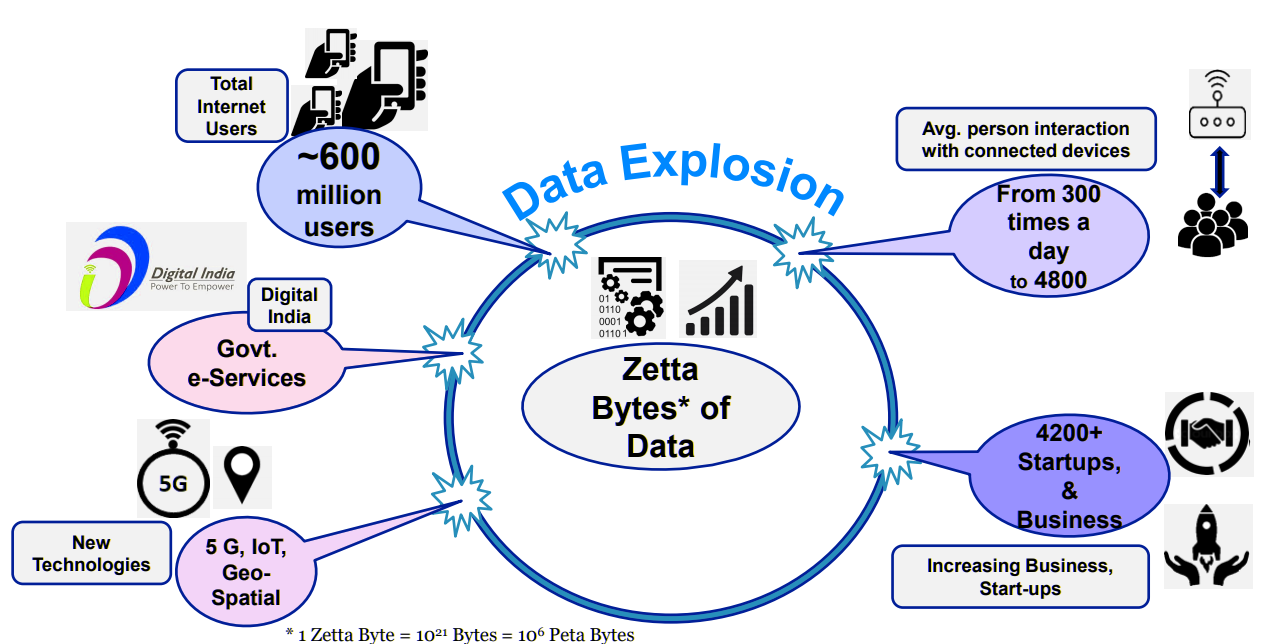 Total
Internet
Users
~600
million
users
Data Explosion
Avg. person interaction
with connected devices
From 300
times a
day
to 4800
Digital India
Power To Empower
Digital
India
Govt.
e-Services
01
0110
0001
01101
Zetta
Bytes* of
Data
5G
New
Technologies
5 G, IoT,
Geo-
Spatial
4200+
Startups,
&
Business
Increasing Business,
Start-ups
* 1 Zetta Byte = 10²¹ Bytes = 10⁶ Peta Bytes